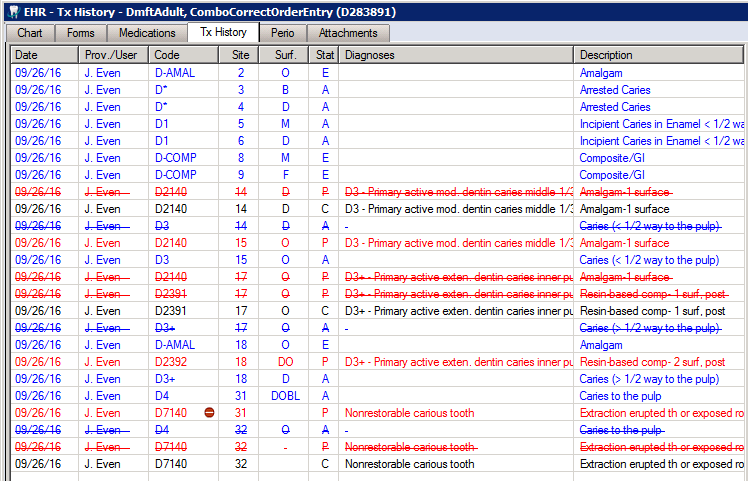 EHR - Tx History - DmftAdult, ComboCorrectOrderEntry (D283891)
Chart Forms Medications Tx History Perio Attachments
Date Prov./User Code Site Surf. Stat Diagnoses Description
09/26/16 J. Even D-AMAL 2 O E Amalgam
09/26/16 J. Even D* 3 B A Arrested Caries
09/26/16 J. Even D* 4 D A Arrested Caries
09/26/16 J. Even D1 5 M A Incipient Caries in Enamel < 1/2 wa
09/26/16 J. Even D1 6 D A Incipient Caries in Enamel < 1/2 wa
09/26/16 J. Even D-COMP 8 M E Composite/GI
09/26/16 J. Even D-COMP 9 F E Composite/GI
09/26/16 J. Even D2140 14 D P D3 - Primary active mod. dentin caries middle 1/3 Amalgam-1 surface
09/26/16 J. Even D2140 14 D C D3 - Primary active mod. dentin caries middle 1/3 Amalgam-1 surface
09/26/16 J. Even D3 14 D A - Caries (< 1/2 way to the pulp)
09/26/16 J. Even D2140 15 O P D3 - Primary active mod. dentin caries middle 1/3 Amalgam-1 surface
09/26/16 J. Even D3 15 O A Caries (< 1/2 way to the pulp)
09/26/16 J. Even D2140 17 O P D3+ - Primary active exten. dentin caries inner pu Amalgam-1 surface
09/26/16 J. Even D2391 17 O P D3+ - Primary active exten. dentin caries inner pu Resin-based comp- 1 surf, post
09/26/16 J. Even D2391 17 O C D3+ - Primary active exten. dentin caries inner pu Resin-based comp- 1 surf, post
09/26/16 J. Even D3+ 17 O A - Caries (> 1/2 way to the pulp)
09/26/16 J. Even D-AMAL 18 O E Amalgam
09/26/16 J. Even D2392 18 DO P D3+ - Primary active exten. dentin caries inner pu Resin-based comp- 2 surf, post
09/26/16 J. Even D3+ 18 D A Caries (> 1/2 way to the pulp)
09/26/16 J. Even D4 31 DOBL A Caries to the pulp
09/26/16 J. Even D7140 31 P Nonrestorable carious tooth Extraction erupted th or exposed ro
09/26/16 J. Even D4 32 O A - Caries to the pulp
09/26/16 J. Even D7140 32 - P Nonrestorable carious tooth Extraction erupted th or exposed ro
09/26/16 J. Even D7140 32 C Nonrestorable carious tooth Extraction erupted th or exposed ro